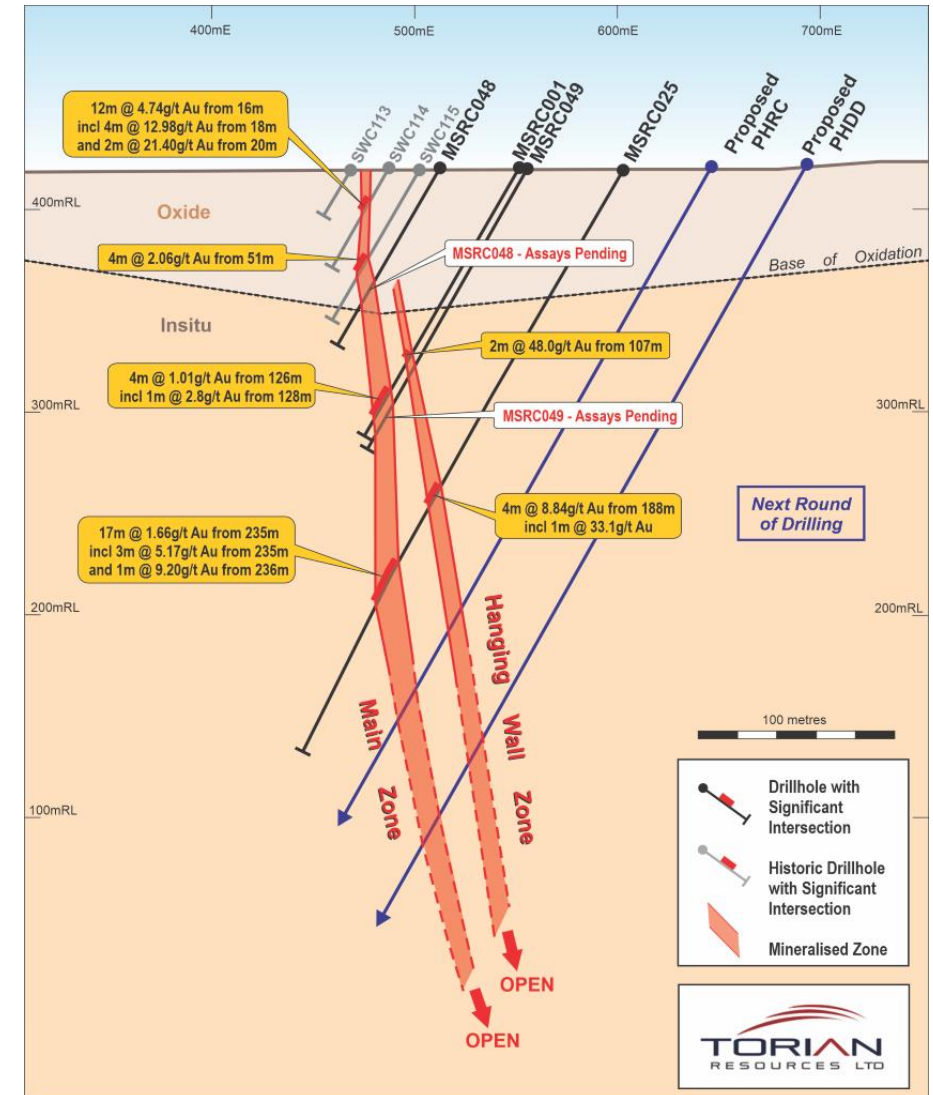 400mE
500mE
600mE
700mE
SWC113
SWC114
SWC115
MSRC048
MSRC001
MSRC049
MSRC025
Proposed
PHRC
Proposed
PHDD
12m @ 4.74g/t Au from 16m
incl 4m @ 12.98g/t Au from 18m
and 2m @ 21.40g/t Au from 20m
400mRL
400mRL
Oxide
4m @ 2.06g/t Au from 51m
MSRC048 - Assays Pending
Base of Oxidation
Insitu
2m @ 48.0g/t Au from 107m
4m @ 1.01g/t Au from 126m
incl 1m @ 2.8g/t Au from 128m
300mRL
300mRL
MSRC049 - Assays Pending
4m @ 8.84g/t Au from 188m
incl 1m @ 33.1g/t Au
Next Round
of Drilling
17m @ 1.66g/t Au from 235m
incl 3m @ 5.17g/t Au from 235m
and 1m @ 9.20g/t Au from 236m
200mRL
200mRL
Hanging
Wall
Zone
Main
Zone
100 metres
100mRL
Drillhole with
Significant
Intersection
Historic Drillhole
with Significant
Intersection
Mineralised Zone
OPEN
OPEN
TORIAN
RESOURCES LTD